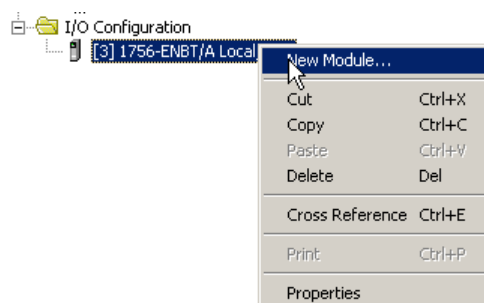 ...
I/O Configuration
[3] 1756-ENBT/A Local
New Module...
Cut Ctrl+X
Copy Ctrl+C
Paste Ctrl+V
Delete Del
Cross Reference Ctrl+E
Print Ctrl+P
Properties